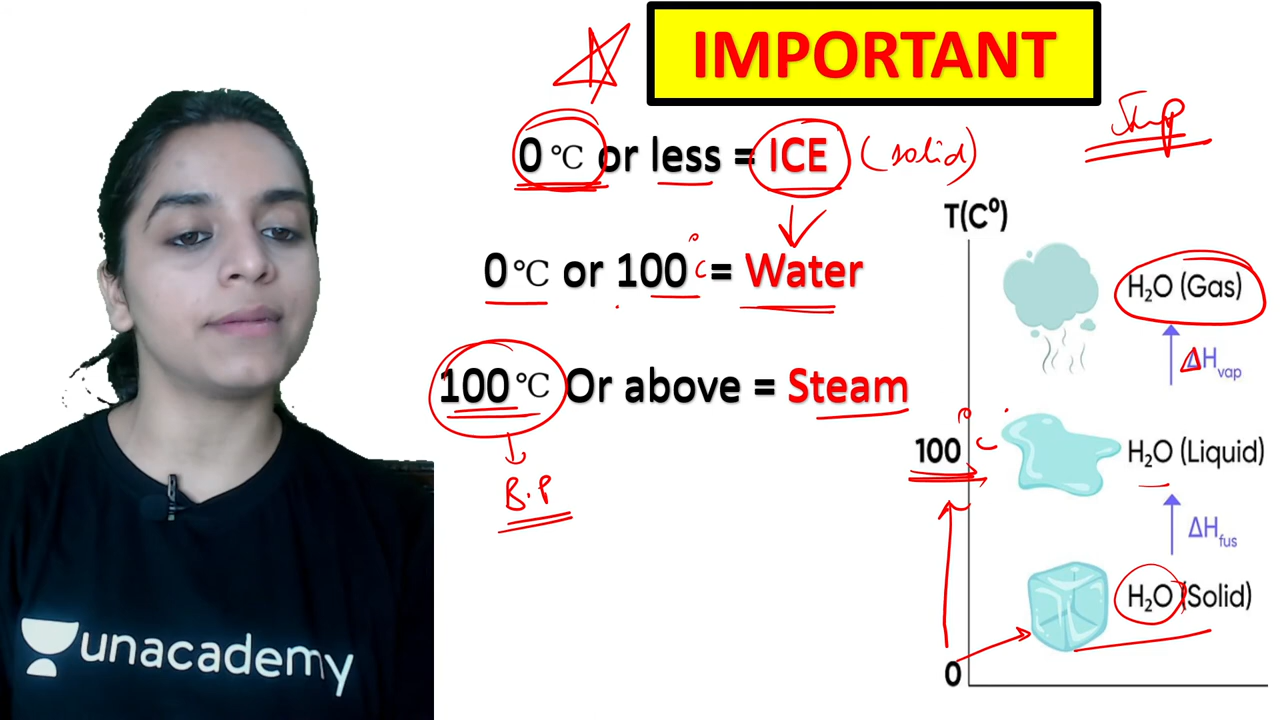 IMPORTANT
0 °C or less = ICE (solid)
0 °C or 100°C = Water
100 °C Or above = Steam
B.P
T(C⁰)
H₂O (Gas)
ΔHvap
100 °C
H₂O (Liquid)
ΔHfus
H₂O (Solid)
0
unacademy